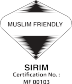 MUSLIM FRIENDLY
SIRIM
Certification No. :
MF 00103